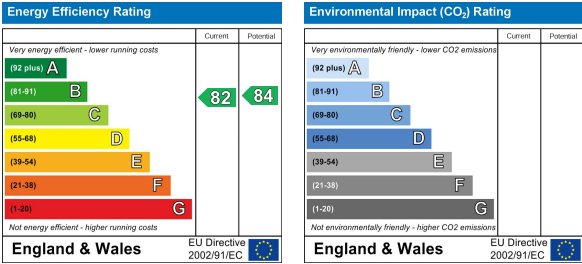 Energy Efficiency Rating
Current
Potential
Very energy efficient - lower running costs
(92 plus) A
(81-91) B
(69-80) C
(55-68) D
(39-54) E
(21-38) F
(1-20) G
82
84
Not energy efficient - higher running costs
England & Wales
EU Directive
2002/91/EC
Environmental Impact (CO2) Rating
Current
Potential
Very environmentally friendly - lower CO2 emissions
(92 plus) A
(81-91) B
(69-80) C
(55-68) D
(39-54) E
(21-38) F
(1-20) G
Not environmentally friendly - higher CO2 emissions
England & Wales
EU Directive
2002/91/EC